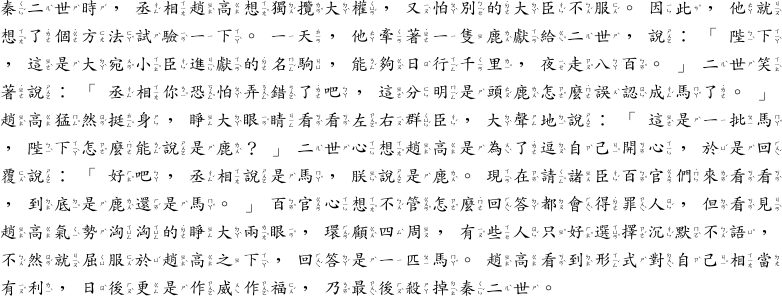 秦二世時，丞相趙高想獨攬大權，又怕別的大臣不服。因此，他就
想了個方法試驗一下。一天，他牽著一隻鹿獻給二世，說：「陛下
，這是大宛小臣進獻的名駒，能夠日行千里，夜走八百。」二世笑
著說：「丞相你恐怕弄錯了吧，這分明是頭鹿怎麼誤認成馬了。」
趙高猛然挺身，睜大眼睛看看左右群臣，大聲地說：「這是一批馬
，陛下怎麼能說是鹿？」二世心想趙高是為了逗自己開心，於是回
覆說：「好吧，丞相說是馬，朕說是鹿。現在請諸臣百官們來看看
，到底是鹿還是馬。」百官心想不管怎麼回答都會得罪人，但看見
趙高氣勢洶洶的睜大兩眼，環顧四周，有些人只好選擇沉默不語，
不然就屈服於趙高之下，回答是一匹馬。趙高看到形式對自己相當
有利，日後更是作威作福，乃最後殺掉秦二世。